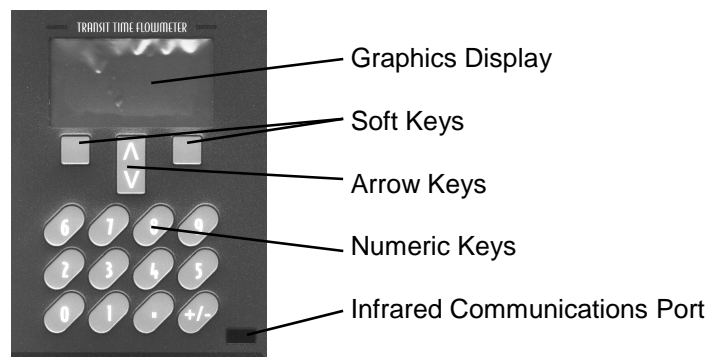 TRANSIT TIME FLOWMETER
Graphics Display
Soft Keys
Arrow Keys
6 7 8 9
Numeric Keys
2 3 4 5
0 1 . +/-
Infrared Communications Port